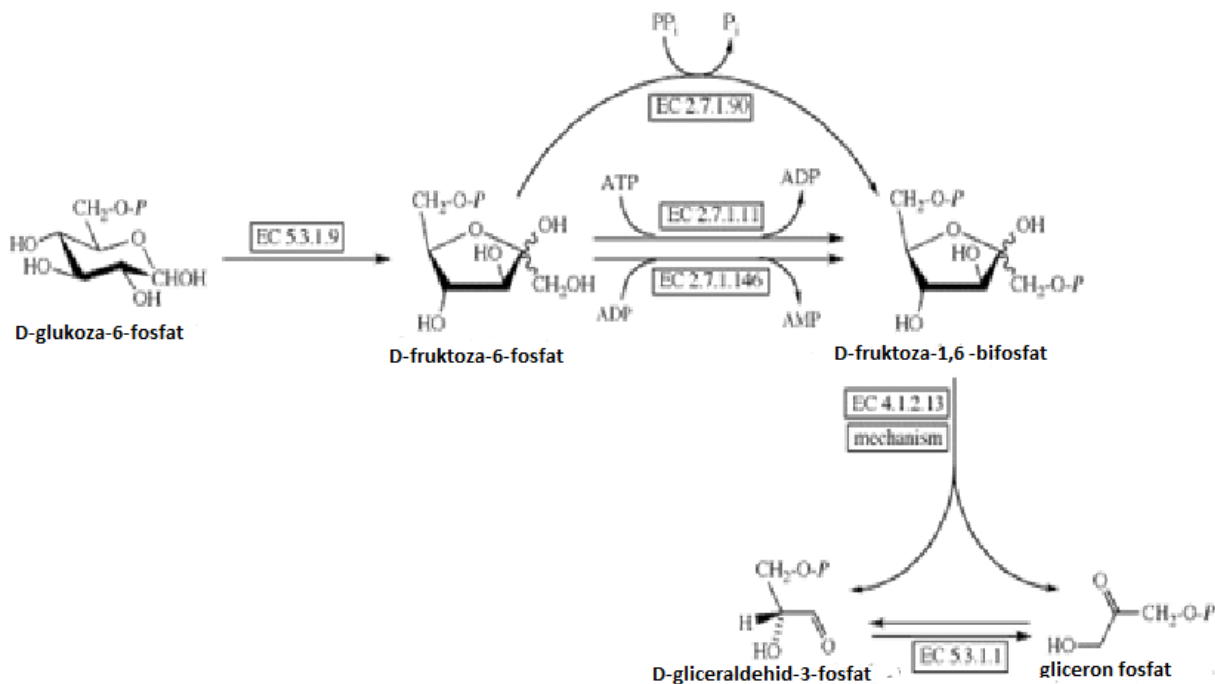 PPi Pi
EC 2.7.1.90
ATP ADP
CH2-O-P
EC 2.7.1.11
CH2-O-P
OH
CH2-O-P
OH
O
O
HO
EC 5.3.1.9
O
HO
HO
HO
CHOH
CH2OH
EC 2.7.1.146
CH2-O-P
OH
ADP AMP
HO
HO
D-glukoza-6-fosfat
D-fruktoza-6-fosfat
D-fruktoza-1,6 -bifosfat
EC 4.1.2.13
mechanism
CH2-O-P
O
H
CH2-O-P
O
HO
HO
EC 5.3.1.1
D-gliceraldehid-3-fosfat
gliceron fosfat